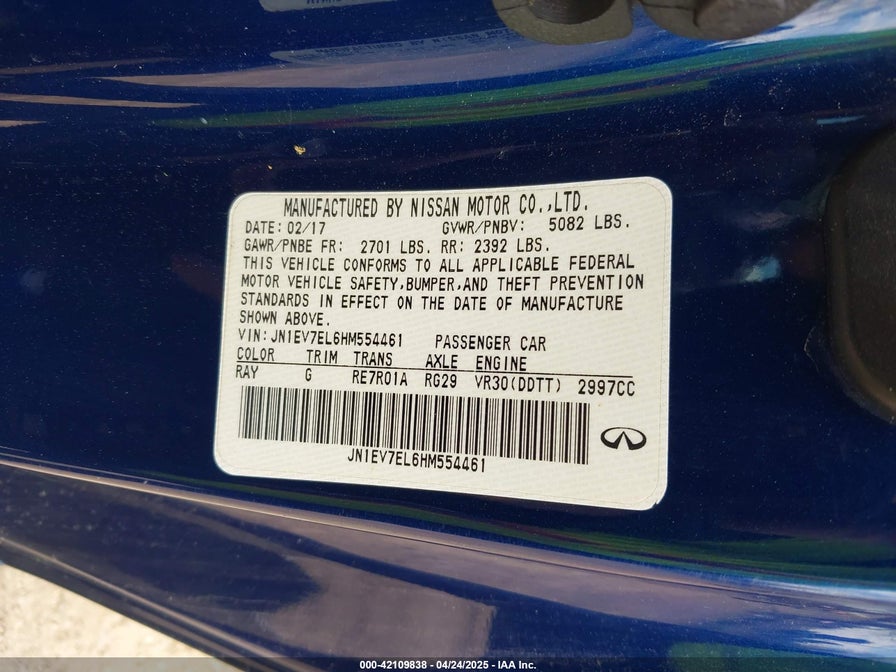 MANUFACTURED BY NISSAN MOTOR CO.,LTD.
DATE: 02/17 GVWR/PNBV: 5082 LBS.
GAWR/PNBE FR: 2701 LBS. RR: 2392 LBS.
THIS VEHICLE CONFORMS TO ALL APPLICABLE FEDERAL
MOTOR VEHICLE SAFETY,BUMPER,AND THEFT PREVENTION
STANDARDS IN EFFECT ON THE DATE OF MANUFACTURE
SHOWN ABOVE.
VIN: JN1EV7EL6HM554461 PASSENGER CAR
COLOR TRIM TRANS AXLE ENGINE
RAY G RE7R01A RG29 VR30(DDTT) 2997CC
JN1EV7EL6HM554461
000-42109838 - 04/24/2025 - IAA Inc.